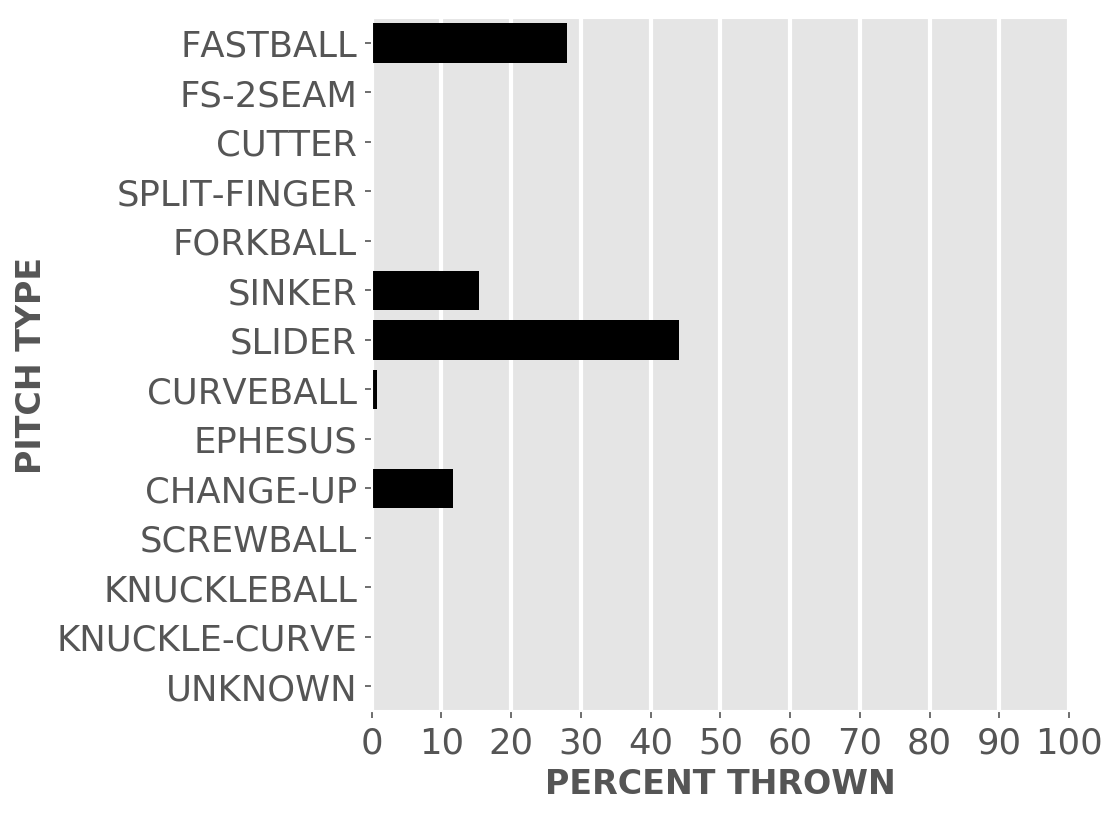 FASTBALL
FS-2SEAM
CUTTER
SPLIT-FINGER
FORKBALL
SINKER
SLIDER
CURVEBALL
EPHESUS
CHANGE-UP
SCREWBALL
KNUCKLEBALL
KNUCKLE-CURVE
UNKNOWN
PITCH TYPE
0 10 20 30 40 50 60 70 80 90 100
PERCENT THROWN